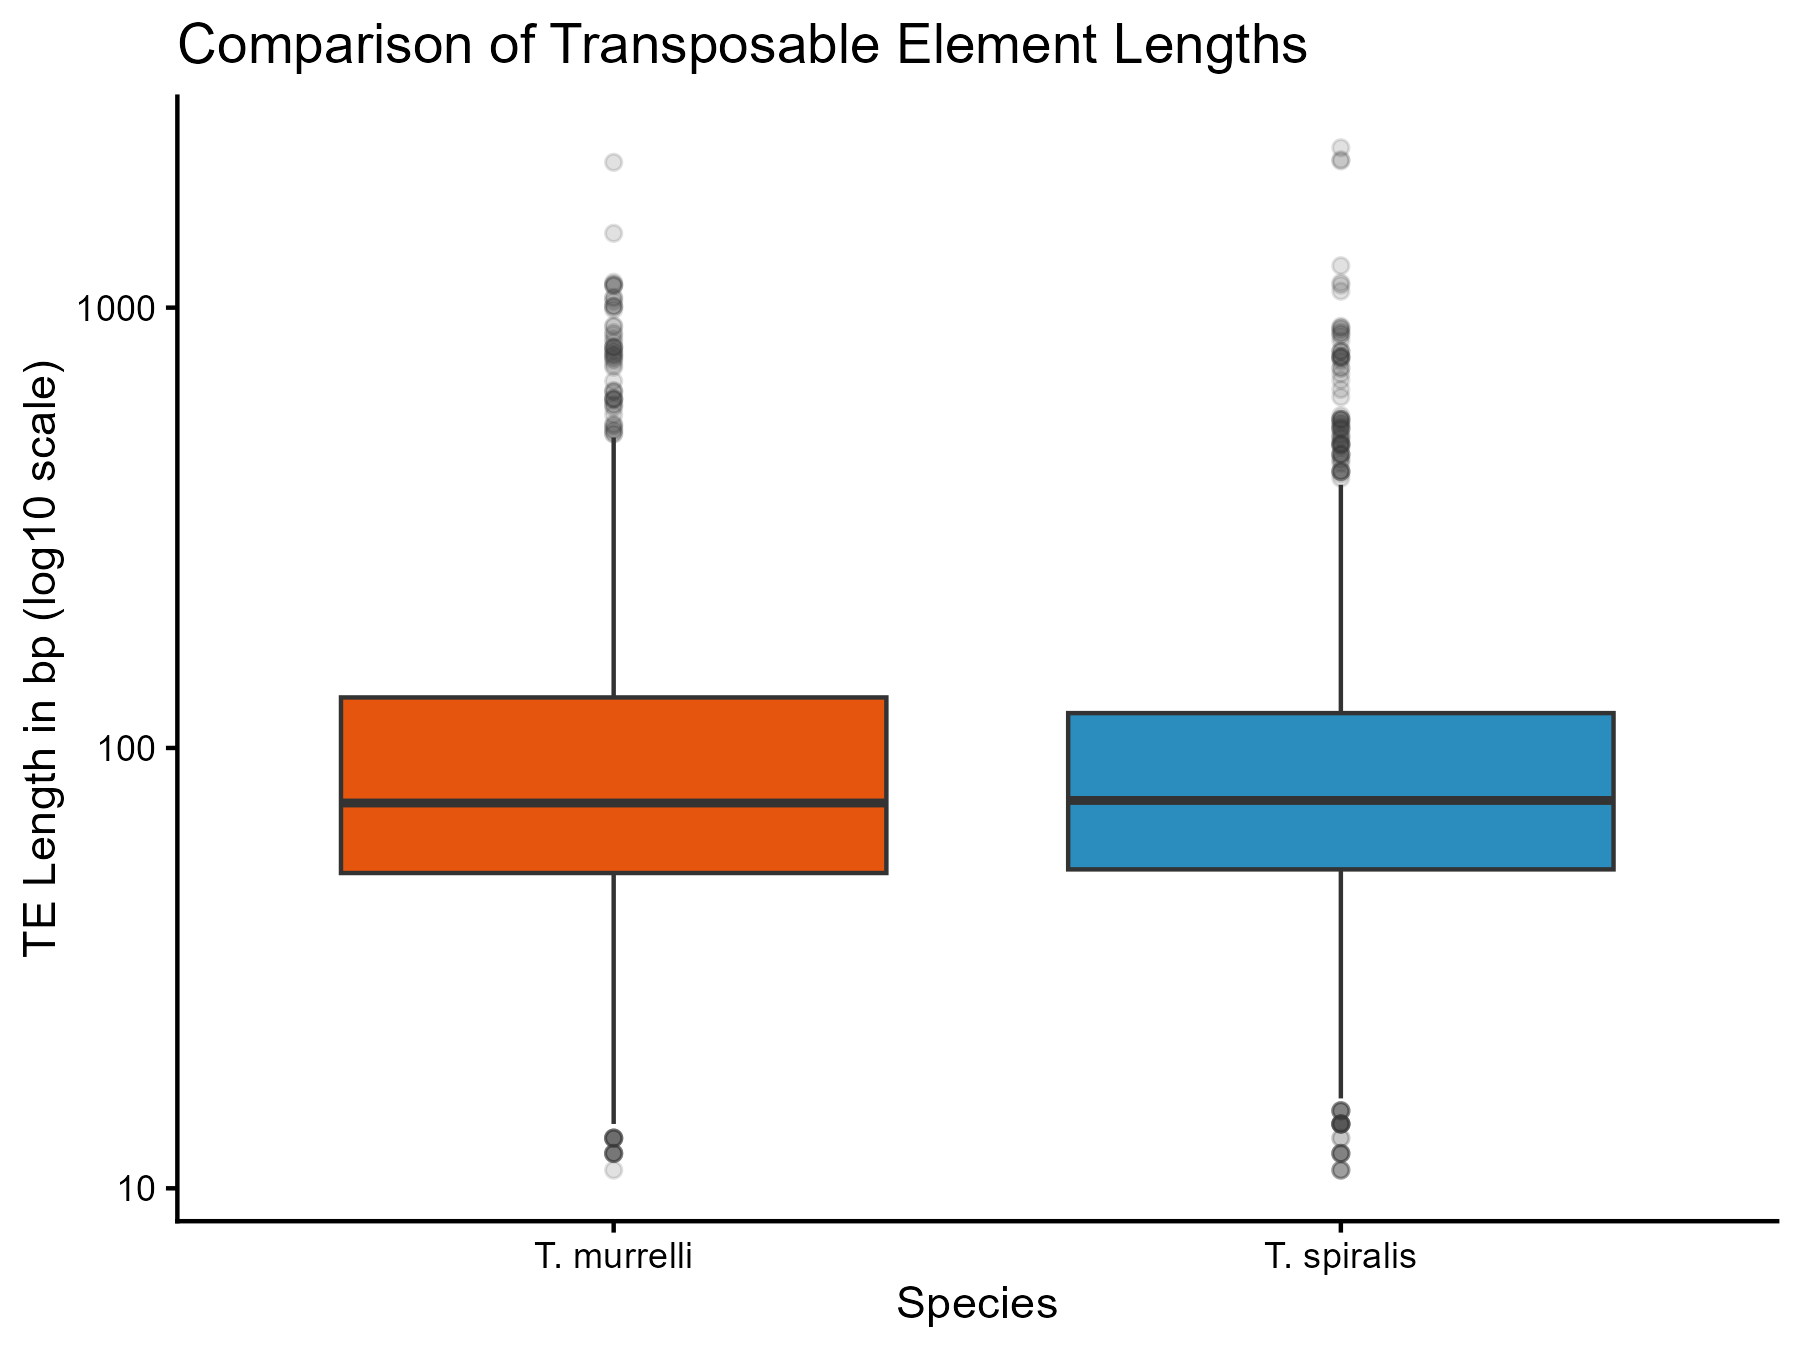 Comparison of Transposable Element Lengths
TE Length in bp (log10 scale)
1000
100
10
T. murrelli
T. spiralis
Species